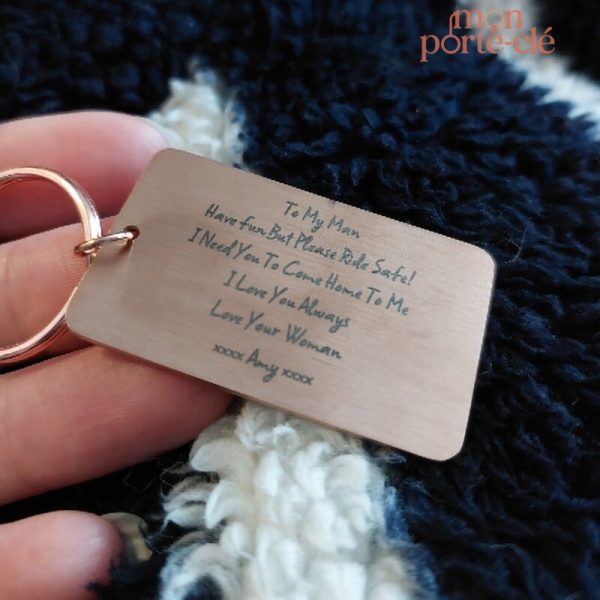 mon
porté-clé
To My Man
Have Fun But Please Ride Safe!
I Need You To Come Home To Me
I Love You Always
Love Your Woman
xxxx Amy xxxx